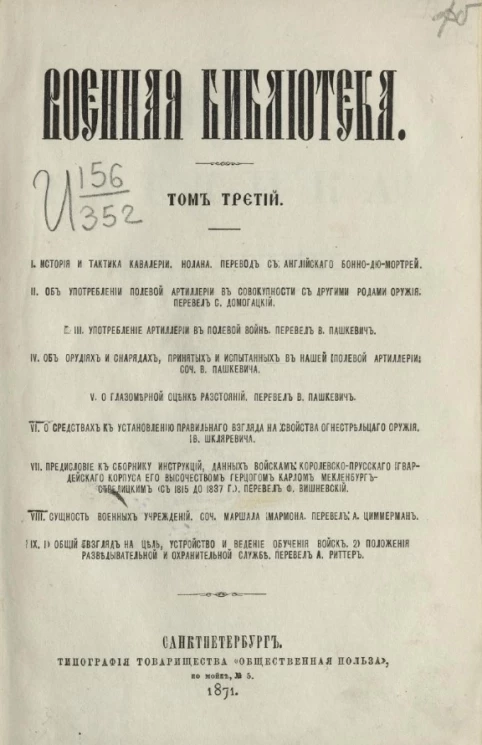 ВОЕННАЯ БИБЛІОТЕКА.
И 156
352
ТОМЪ ТРЕТІЙ.
I. ИСТОРІЯ И ТАКТИКА КАВАЛЕРІИ. НОЛАНА. ПЕРЕВОДЪ СЪ АНГЛІЙСКАГО БОННО-ДЮ-МОРТРЕЙ.
II. ОБЪ УПОТРЕБЛЕНІИ ПОЛЕВОЙ АРТИЛЛЕРІИ ВЪ СОВОКУПНОСТИ СЪ ДРУГИМИ РОДАМИ ОРУЖІЯ.
ПЕРЕВЕЛЪ С. ДОМОГАЦКІЙ.
III. УПОТРЕБЛЕНІЕ АРТИЛЛЕРІИ ВЪ ПОЛЕВОЙ ВОЙНѢ. ПЕРЕВЕЛЪ В. ПАШКЕВИЧЪ.
IV. ОБЪ ОРУДІЯХЪ И СНАРЯДАХЪ, ПРИНЯТЫХЪ И ИСПЫТАННЫХЪ ВЪ НАШЕЙ ПОЛЕВОЙ АРТИЛЛЕРІИ.
СОЧ. В. ПАШКЕВИЧА.
V. О ГЛАЗОМѢРНОЙ ОЦѢНКѢ РАЗСТОЯНІЙ. ПЕРЕВЕЛЪ В. ПАШКЕВИЧЪ.
VI. О СРЕДСТВАХЪ КЪ УСТАНОВЛЕНІЮ ПРАВИЛЬНАГО ВЗГЛЯДА НА СВОЙСТВА ОГНЕСТРѢЛЬНАГО ОРУЖІЯ.
В. ШКЛЯРЕВИЧА.
VII. ПРЕДИСЛОВІЕ КЪ СБОРНИКУ ИНСТРУКЦІЙ, ДАННЫХЪ ВОЙСКАМЪ КОРОЛЕВСКО-ПРУССКАГО ГВАР-
ДЕЙСКАГО КОРПУСА ЕГО ВЫСОЧЕСТВОМЪ ГЕРЦОГОМЪ КАРЛОМЪ МЕКЛЕНБУРГЪ-
СТРЕЛИЦКИМЪ (СЪ 1815 ДО 1837 Г.). ПЕРЕВЕЛЪ Ф. ВИШНЕВСКІЙ.
VIII. СУЩНОСТЬ ВОЕННЫХЪ УЧРЕЖДЕНІЙ. СОЧ. МАРШАЛА МАРМОНА. ПЕРЕВЕЛЪ А. ЦИММЕРМАНЪ.
IX. 1) ОБЩІЙ ВЗГЛЯДЪ НА ЦѢЛЬ, УСТРОЙСТВО И ВЕДЕНІЕ ОБУЧЕНІЯ ВОЙСКЪ. 2) ПОЛОЖЕНІЯ
РАЗВѢДЫВАТЕЛЬНОЙ И ОХРАНИТЕЛЬНОЙ СЛУЖБѢ. ПЕРЕВЕЛЪ А. РИТТЕРЪ.
САНКТПЕТЕРБУРГЪ.
ТИПОГРАФІЯ ТОВАРИЩЕСТВА «ОБЩЕСТВЕННАЯ ПОЛЬЗА»,
по мойкѣ, № 5.
1871.